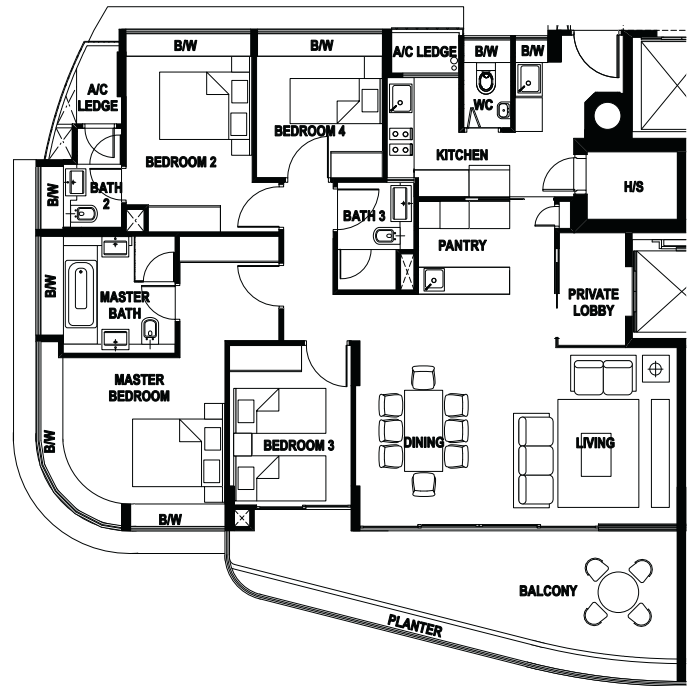 B/W
B/W
A/C LEDGE
B/W
B/W
A/C
LEDGE
WC
BEDROOM 4
BEDROOM 2
KITCHEN
B/W
BATH
2
H/S
BATH 3
PANTRY
B/W
MASTER
BATH
PRIVATE
LOBBY
MASTER
BEDROOM
B/W
BEDROOM 3
DINING
LIVING
B/W
BALCONY
PLANTER